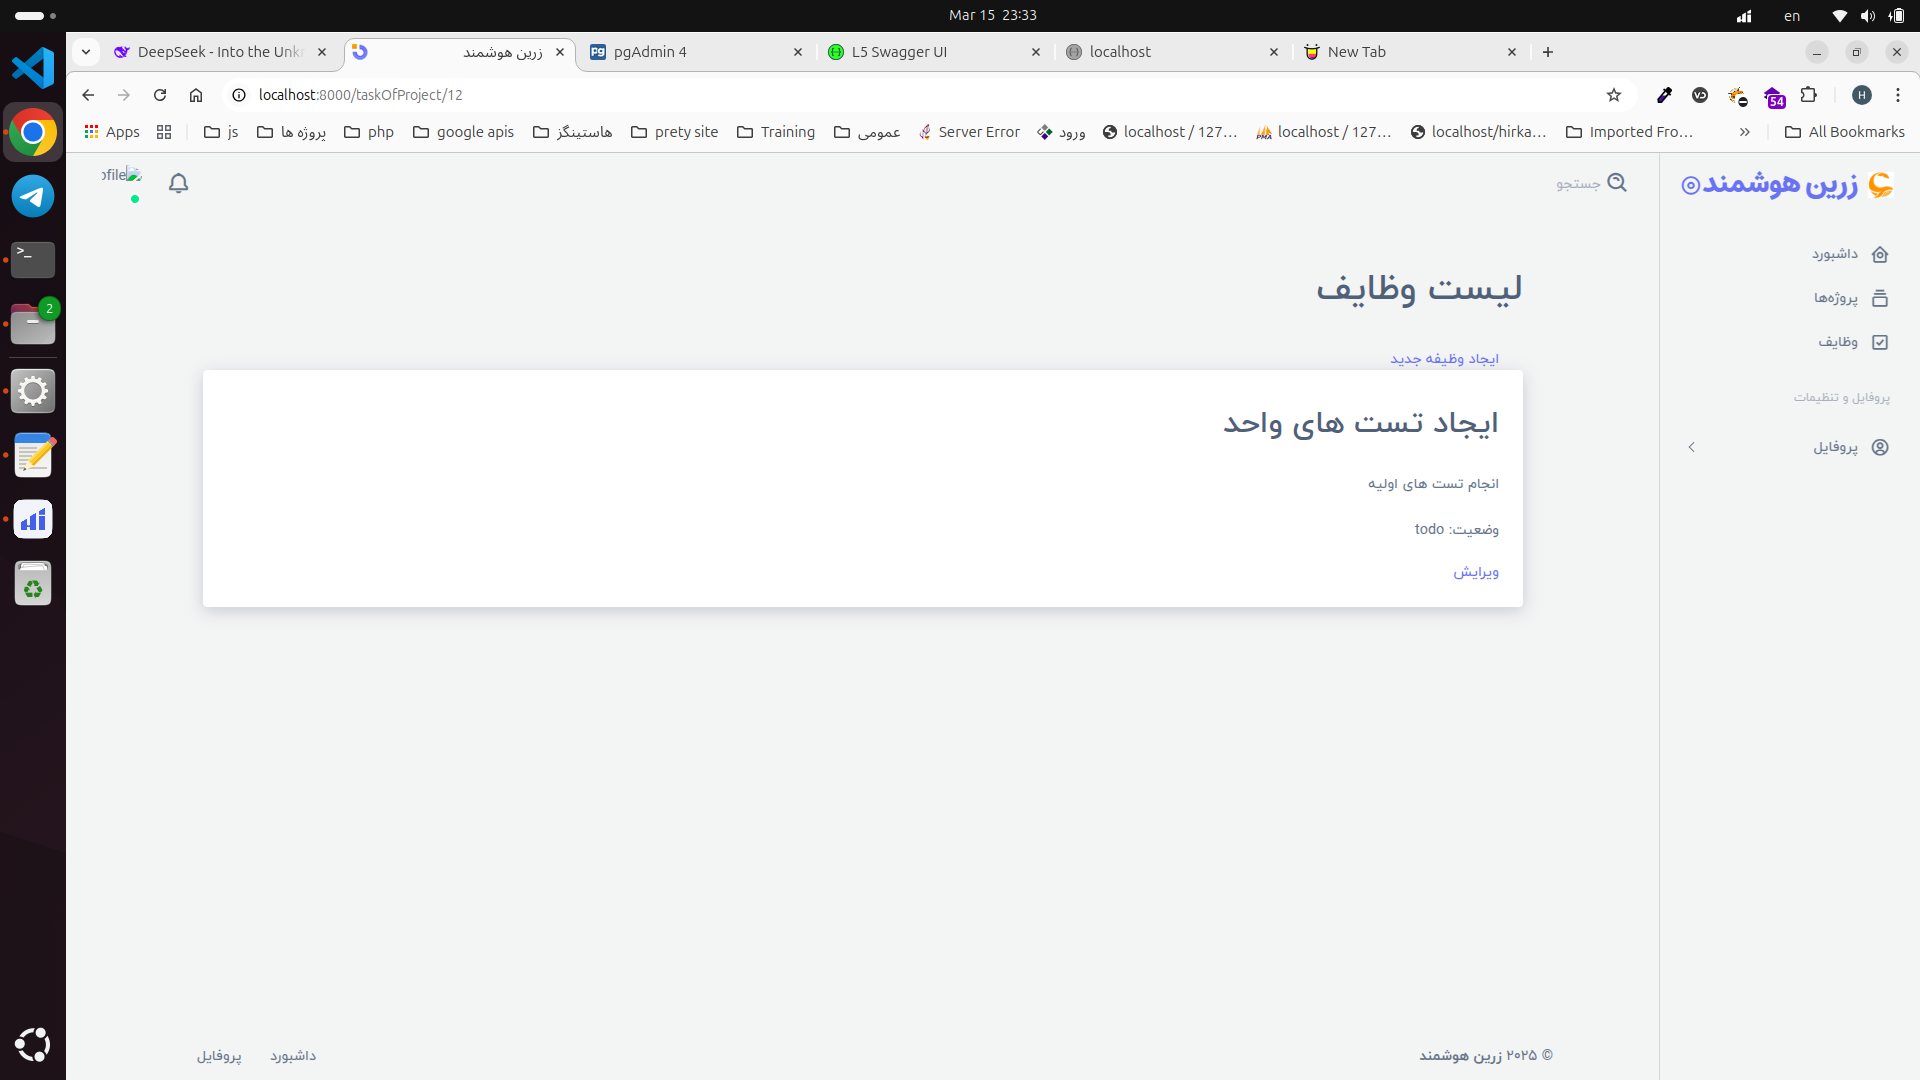 Mar 15 23:33
en
DeepSeek - Into the Unk
زرین هوشمند
pgAdmin 4
L5 Swagger UI
localhost
New Tab
localhost:8000/taskOfProject/12
54
H
Apps
js
پروژه ها
php
google apis
هاستینگز
prety site
Training
عمومی
Server Error
ورود
localhost / 127...
localhost / 127...
localhost/hirka...
Imported Fro...
All Bookmarks
زرین هوشمند
جستجو
ofile
داشبورد
پروژه‌ها
وظایف
پروفایل و تنظیمات
پروفایل
لیست وظایف
ایجاد وظیفه جدید
ایجاد تست های واحد
انجام تست های اولیه
وضعیت: todo
ویرایش
© ۲۰۲۵ زرین هوشمند
داشبورد
پروفایل
2